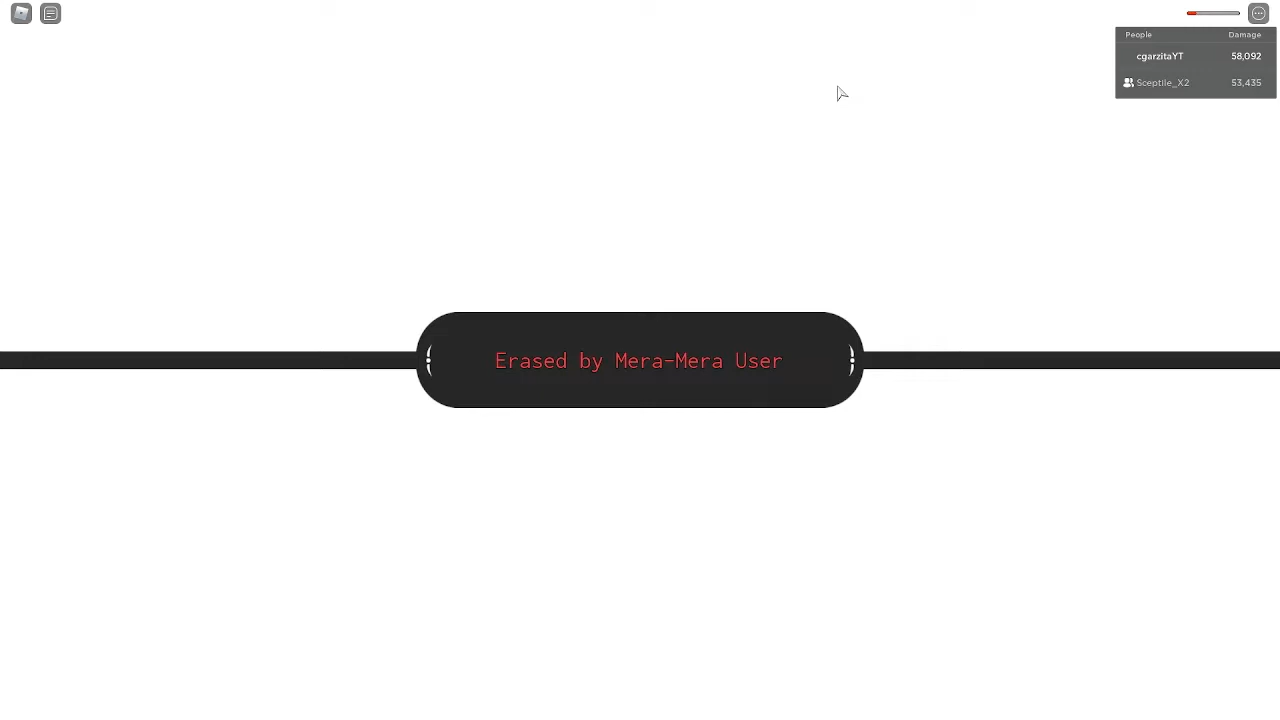 People Damage
cgarzitaYT 58,092
Sceptile_X2 53,435
Erased by Mera-Mera User